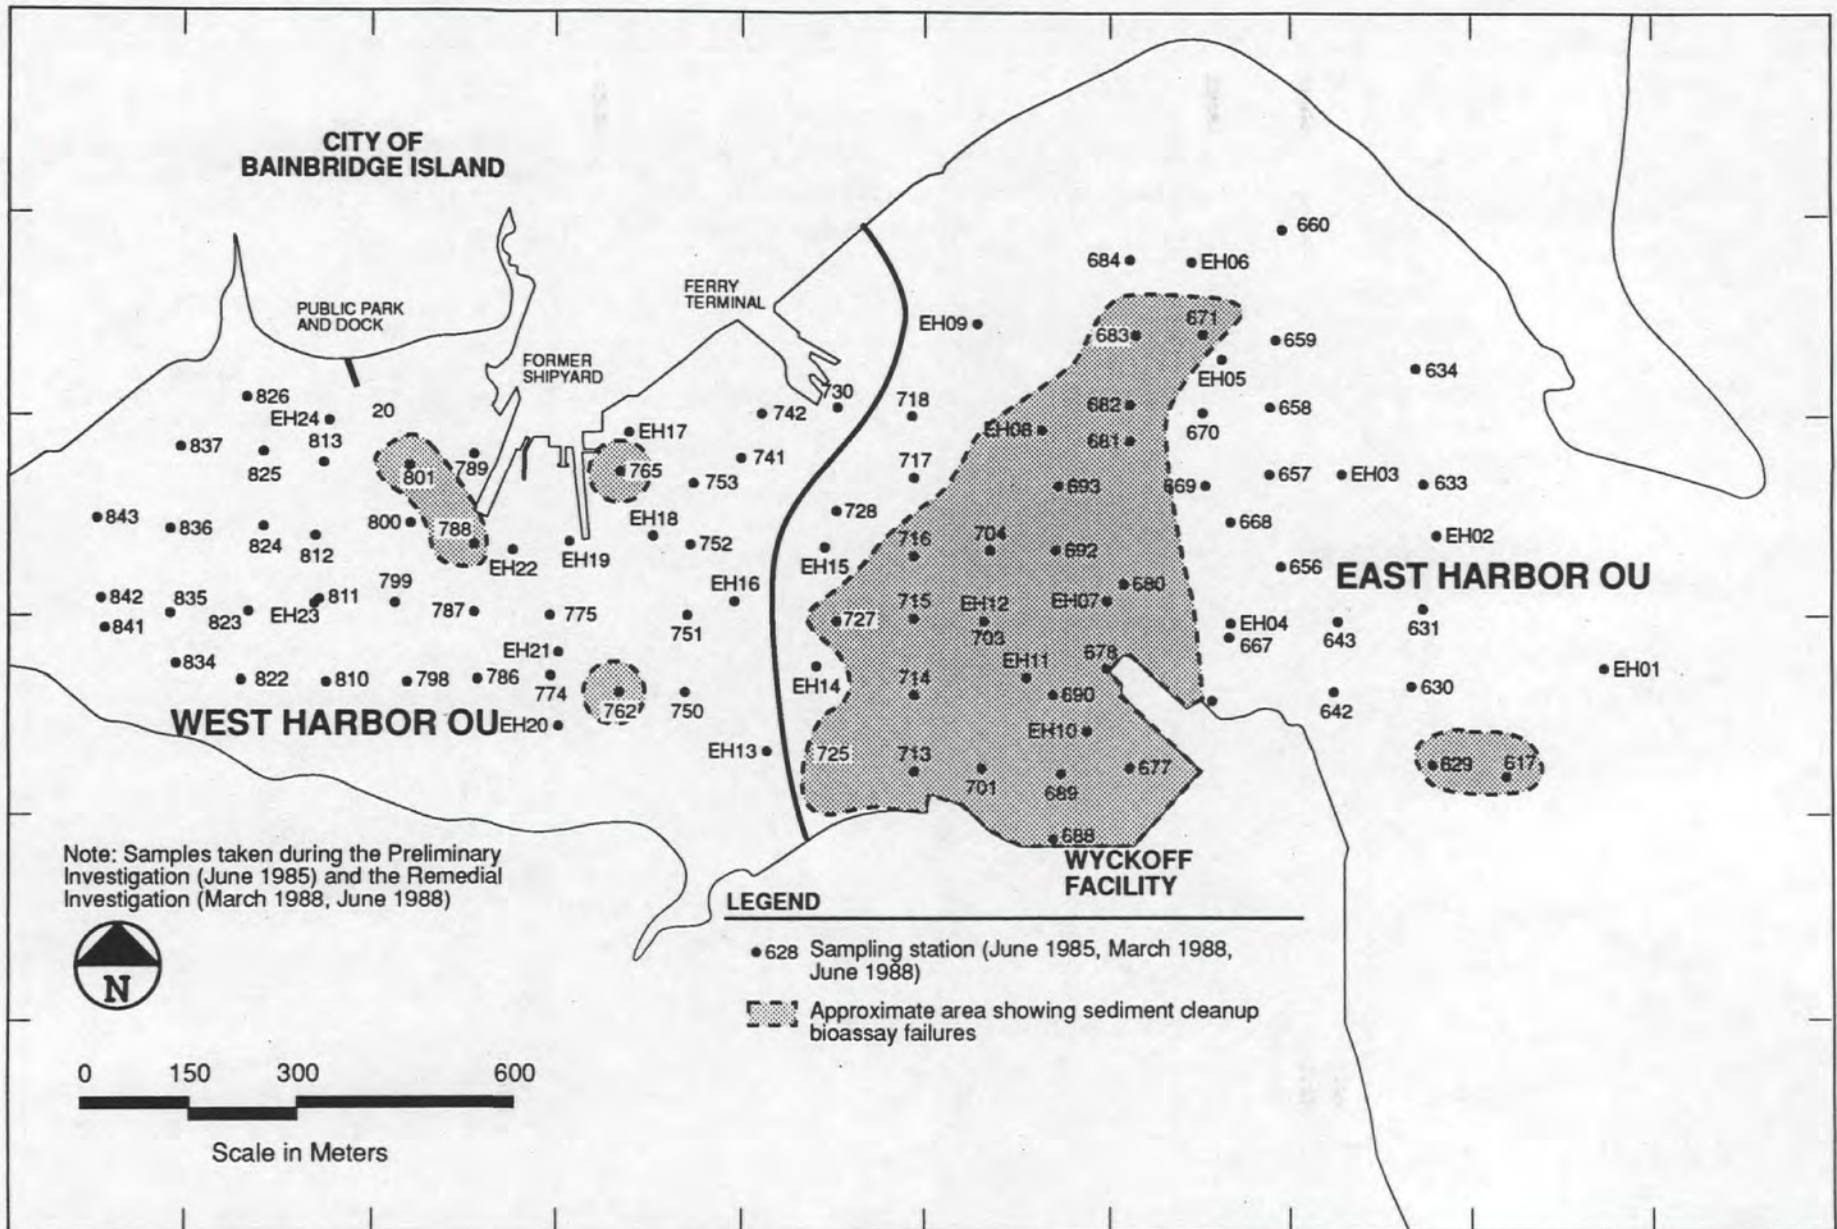 CITY OF
BAINBRIDGE ISLAND
660
684
EH06
FERRY
TERMINAL
PUBLIC PARK
AND DOCK
EH09
683
671
659
FORMER
SHIPYARD
EH05
634
826
EH24
20
730
742
718
682
658
813
EH17
EH08
681
670
837
825
801
789
765
741
717
753
693
669
657
EH03
633
843
836
824
812
800
788
EH22
EH19
EH18
752
728
EH15
716
704
692
668
EH02
656
EAST HARBOR OU
842
835
841
823
EH23
811
799
787
775
751
EH16
727
715
EH12
703
EH07
680
EH04
667
643
631
834
822
810
798
786
EH21
774
762
750
EH14
714
EH11
678
690
642
630
EH01
WEST HARBOR OU
EH20
EH13
725
713
701
EH10
689
677
629
617
688
WYCKOFF
FACILITY
Note: Samples taken during the Preliminary
Investigation (June 1985) and the Remedial
Investigation (March 1988, June 1988)
N
0 150 300 600
Scale in Meters
LEGEND
628 Sampling station (June 1985, March 1988,
June 1988)
Approximate area showing sediment cleanup
bioassay failures